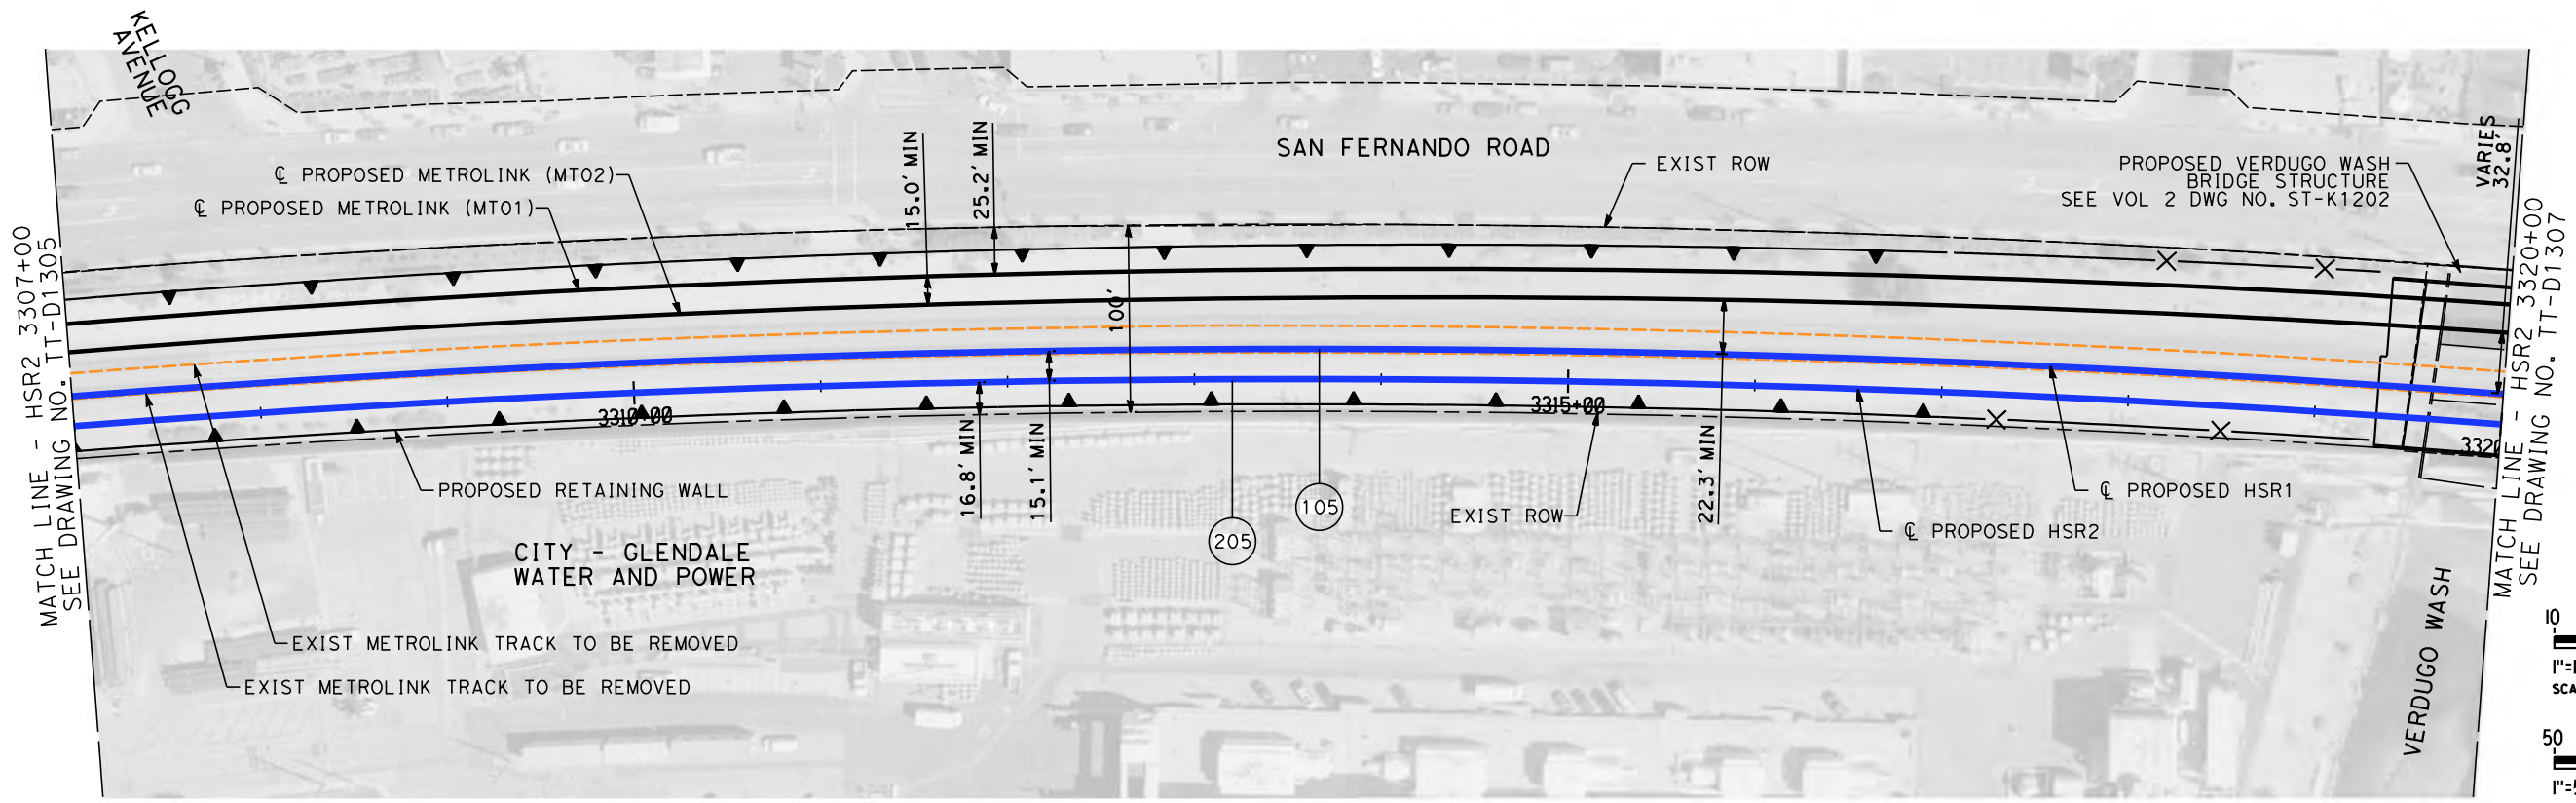 KELLOGG
AVENUE
SAN FERNANDO ROAD
EXIST ROW
PROPOSED VERDUGO WASH
BRIDGE STRUCTURE
SEE VOL 2 DWG NO. ST-K1202
VARIES
32.8'
℄ PROPOSED METROLINK (MT02)
℄ PROPOSED METROLINK (MT01)
15.0' MIN
25.2' MIN
100'
MATCH LINE - HSR2 3307+00
SEE DRAWING NO. TT-D1305
MATCH LINE - HSR2 3320+00
SEE DRAWING NO. TT-D1307
3310+00
3315+00
3320
16.8' MIN
15.1' MIN
22.3' MIN
PROPOSED RETAINING WALL
℄ PROPOSED HSR1
EXIST ROW
℄ PROPOSED HSR2
105
205
CITY - GLENDALE
WATER AND POWER
EXIST METROLINK TRACK TO BE REMOVED
EXIST METROLINK TRACK TO BE REMOVED
VERDUGO WASH
10
1"=
SCA
50
1"=